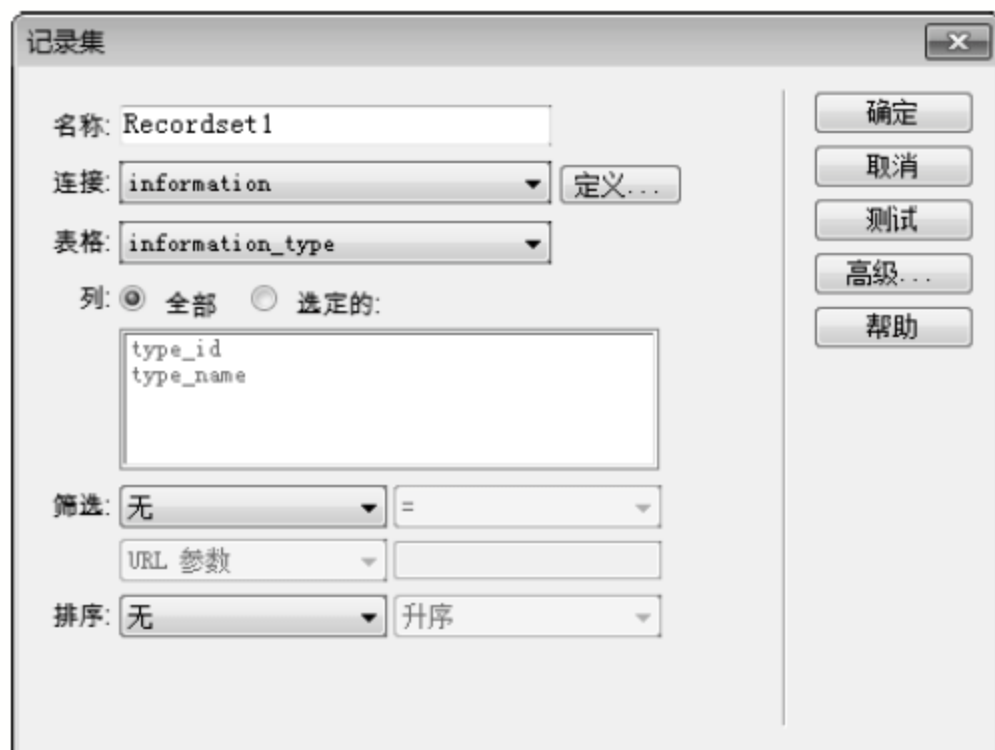 记录集
名称: Recordset1
连接: information 定义...
表格: information_type
列: 全部 选定的:
type_id
type_name
筛选: 无 =
URL 参数
排序: 无 升序
确定
取消
测试
高级...
帮助